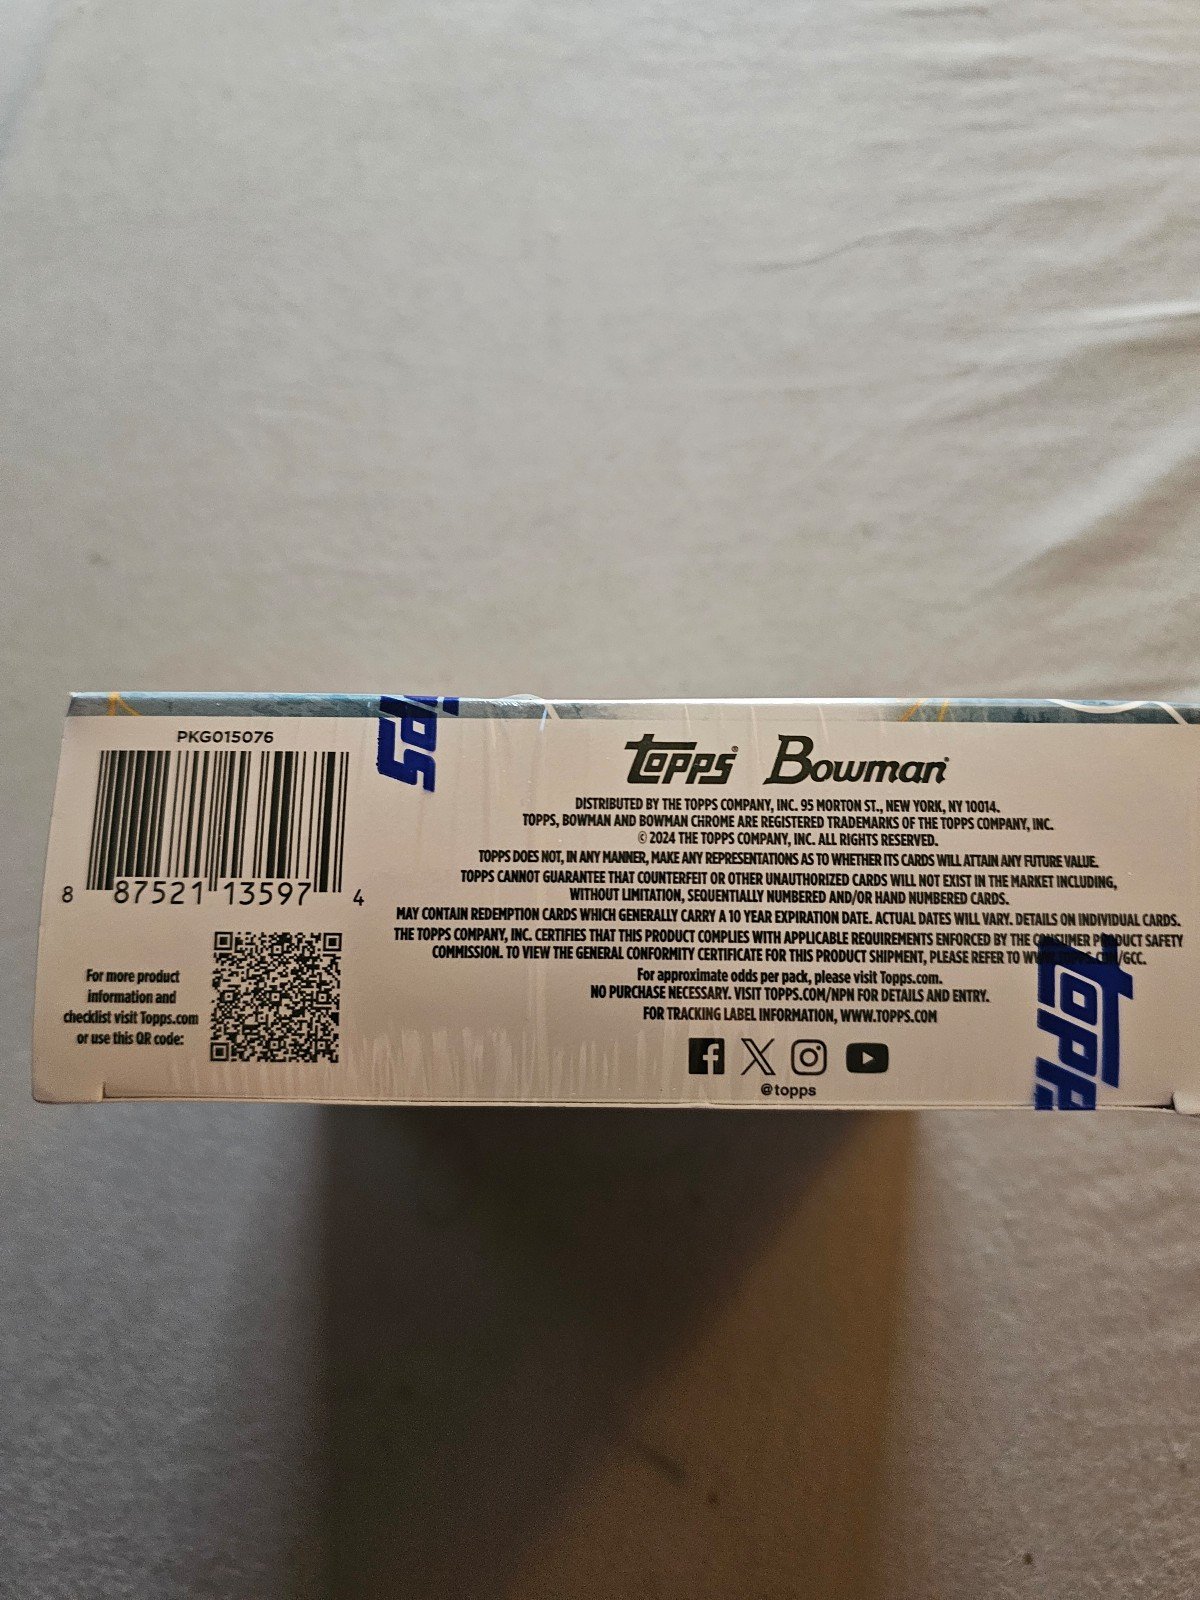 PKG015076
8 87521 13597 4
For more product
information and
checklist visit Topps.com
or use this QR code:
topps
topps® Bowman®
DISTRIBUTED BY THE TOPPS COMPANY, INC. 95 MORTON ST., NEW YORK, NY 10014.
TOPPS, BOWMAN AND BOWMAN CHROME ARE REGISTERED TRADEMARKS OF THE TOPPS COMPANY, INC.
© 2024 THE TOPPS COMPANY, INC. ALL RIGHTS RESERVED.
TOPPS DOES NOT, IN ANY MANNER, MAKE ANY REPRESENTATIONS AS TO WHETHER ITS CARDS WILL ATTAIN ANY FUTURE VALUE.
TOPPS CANNOT GUARANTEE THAT COUNTERFEIT OR OTHER UNAUTHORIZED CARDS WILL NOT EXIST IN THE MARKET INCLUDING,
WITHOUT LIMITATION, SEQUENTIALLY NUMBERED AND/OR HAND NUMBERED CARDS.
MAY CONTAIN REDEMPTION CARDS WHICH GENERALLY CARRY A 10 YEAR EXPIRATION DATE. ACTUAL DATES WILL VARY. DETAILS ON INDIVIDUAL CARDS.
THE TOPPS COMPANY, INC. CERTIFIES THAT THIS PRODUCT COMPLIES WITH APPLICABLE REQUIREMENTS ENFORCED BY THE CONSUMER PRODUCT SAFETY
COMMISSION. TO VIEW THE GENERAL CONFORMITY CERTIFICATE FOR THIS PRODUCT SHIPMENT, PLEASE REFER TO WWW.TOPPS.COM/GCC.
For approximate odds per pack, please visit Topps.com.
NO PURCHASE NECESSARY. VISIT TOPPS.COM/NPN FOR DETAILS AND ENTRY.
FOR TRACKING LABEL INFORMATION, WWW.TOPPS.COM
@topps
topps